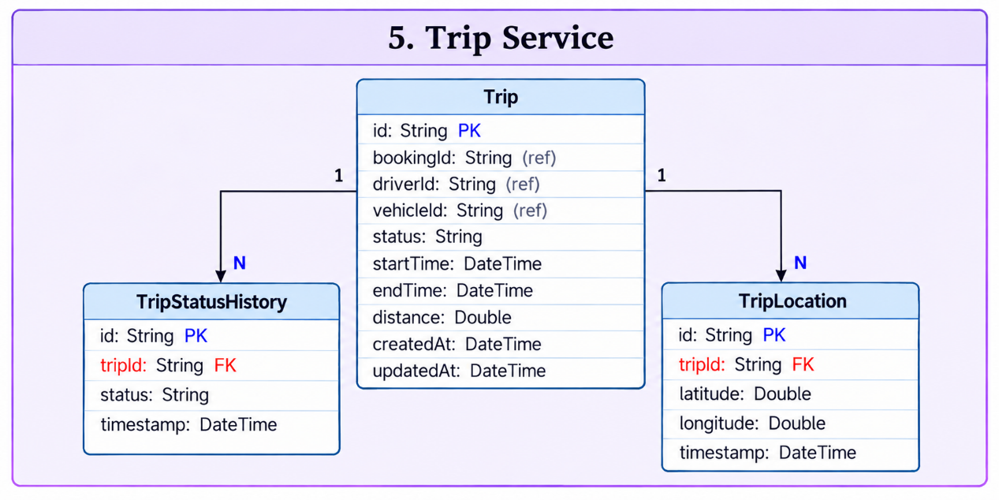 5. Trip Service
Trip
id: String PK
bookingId: String (ref)
driverId: String (ref)
vehicleId: String (ref)
status: String
startTime: DateTime
endTime: DateTime
distance: Double
createdAt: DateTime
updatedAt: DateTime
1
N
1
N
TripStatusHistory
id: String PK
tripId: String FK
status: String
timestamp: DateTime
TripLocation
id: String PK
tripId: String FK
latitude: Double
longitude: Double
timestamp: DateTime